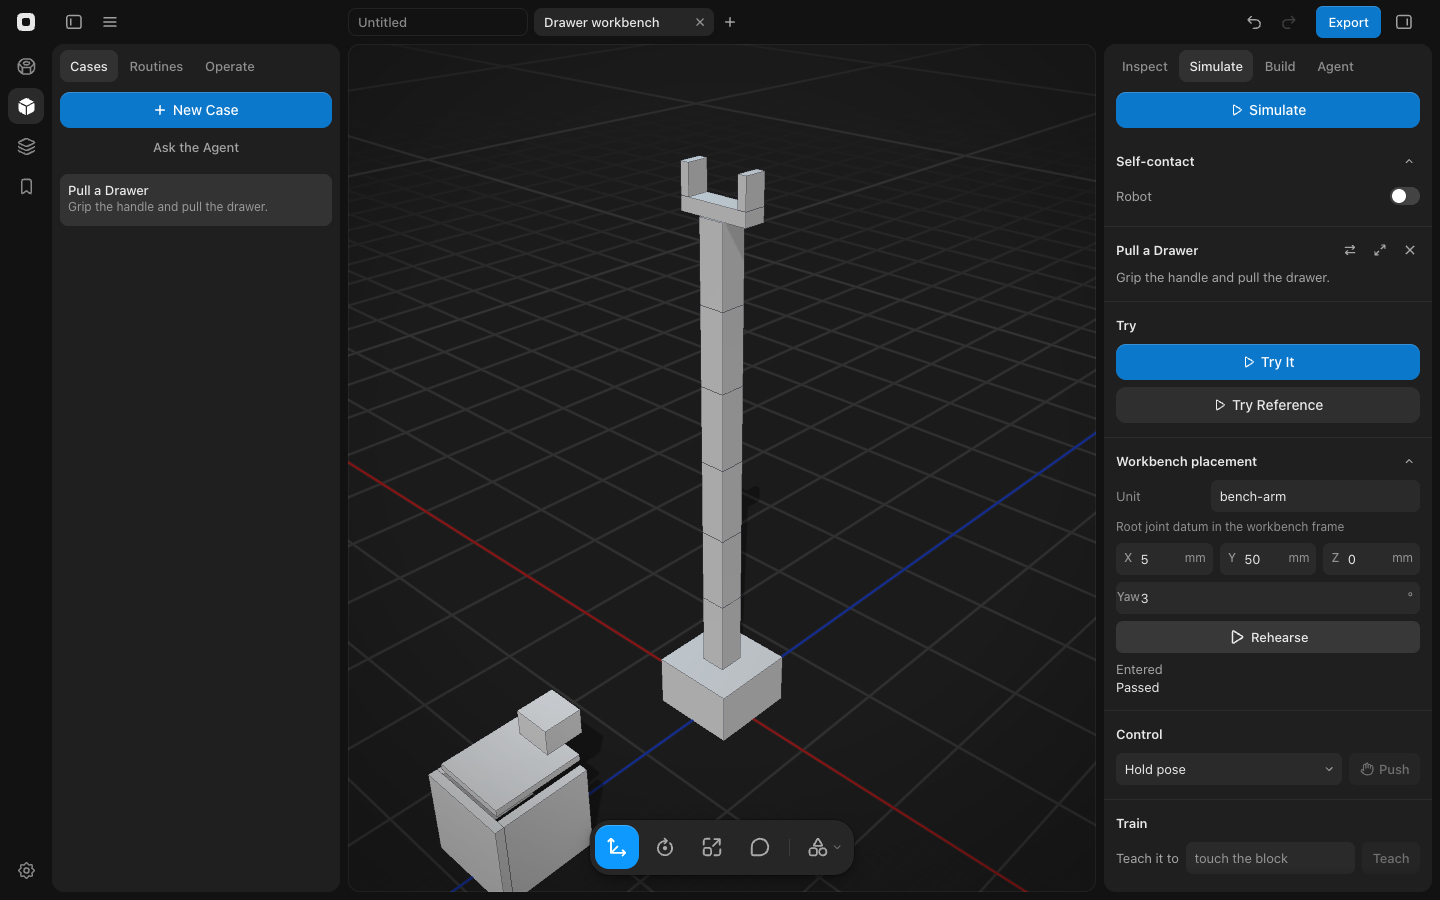 Untitled
Drawer workbench
Export
Cases
Routines
Operate
New Case
Ask the Agent
Pull a Drawer
Grip the handle and pull the drawer.
Inspect
Simulate
Build
Agent
Simulate
Self-contact
Robot
Pull a Drawer
Grip the handle and pull the drawer.
Try
Try It
Try Reference
Workbench placement
Unit bench-arm
Root joint datum in the workbench frame
X 5 mm Y 50 mm Z 0 mm
Yaw 3 °
Rehearse
Entered
Passed
Control
Hold pose Push
Train
Teach it to touch the block Teach